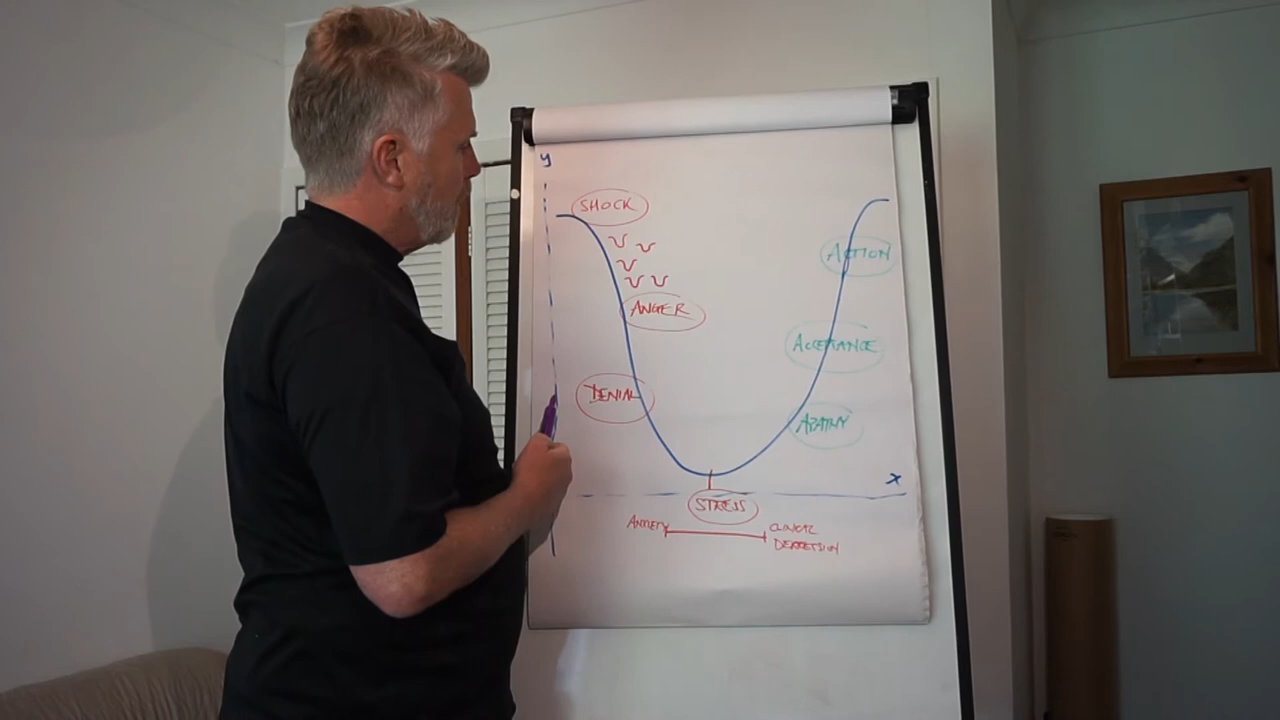 y
SHOCK
ANGER
DENIAL
ACTION
ACCEPTANCE
APATHY
x
STRESS
ANXIETY
CLINICAL
DEPRESSION